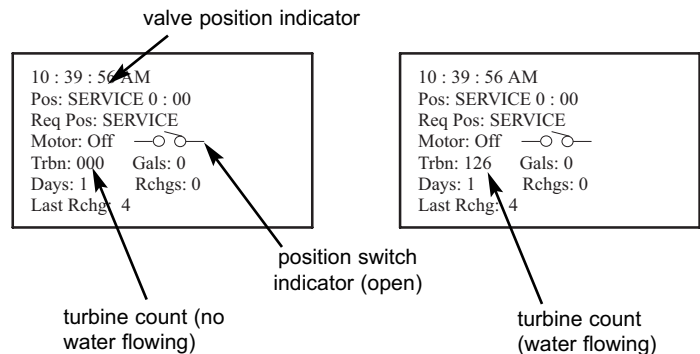 valve position indicator
10 : 39 : 56 AM
Pos: SERVICE 0 : 00
Req Pos: SERVICE
Motor: Off
Trbn: 000 Gals: 0
Days: 1 Rchgs: 0
Last Rchg: 4
position switch
indicator (open)
turbine count (no
water flowing)
10 : 39 : 56 AM
Pos: SERVICE 0 : 00
Req Pos: SERVICE
Motor: Off
Trbn: 126 Gals: 0
Days: 1 Rchgs: 0
Last Rchg: 4
turbine count
(water flowing)